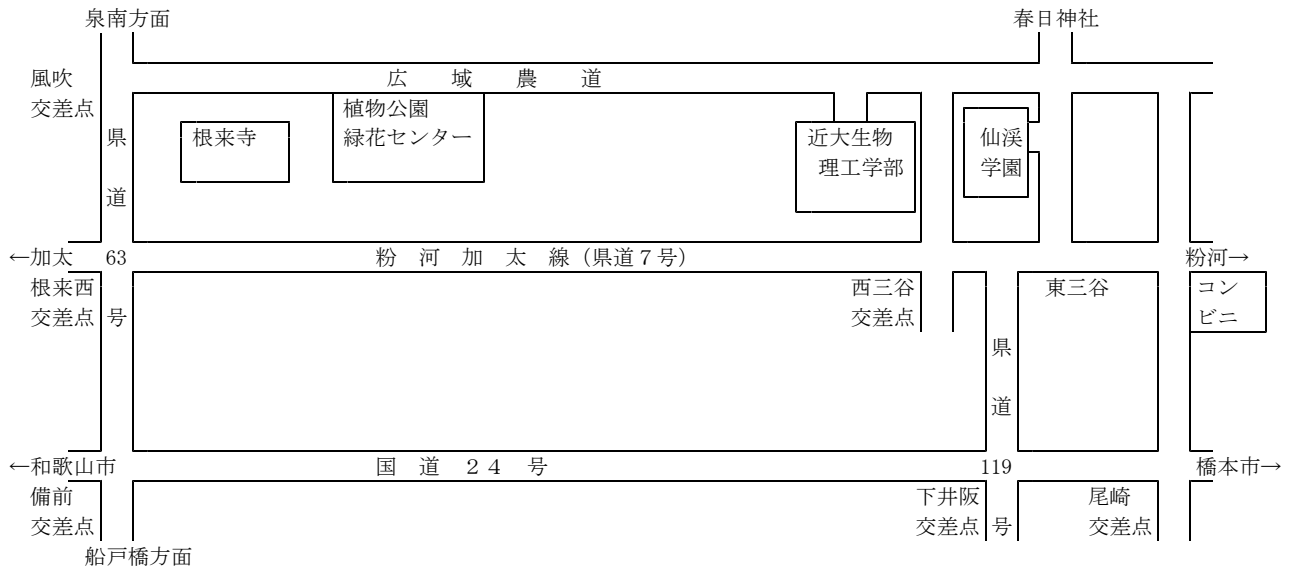 泉南方面 春日神社
風吹 広 域 農 道
交差点 植物公園
県 根来寺 緑花センター 近大生物 仙渓
理工学部 学園
道
←加太 63 粉 河 加 太 線（県道７号） 粉河→
根来西 西三谷 東三谷 コン
交差点 号 交差点 ビニ
県
道
←和歌山市 国 道 ２４ 号 119 橋本市→
備前 下井阪 尾崎
交差点 交差点 号 交差点
船戸橋方面